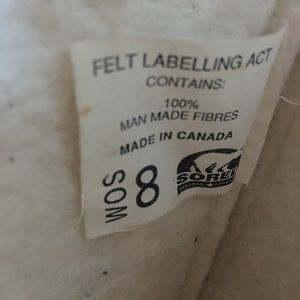 FELT LABELLING ACT
CONTAINS:
100%
MAN MADE FIBRES
MADE IN CANADA
WOS 8
SOREL